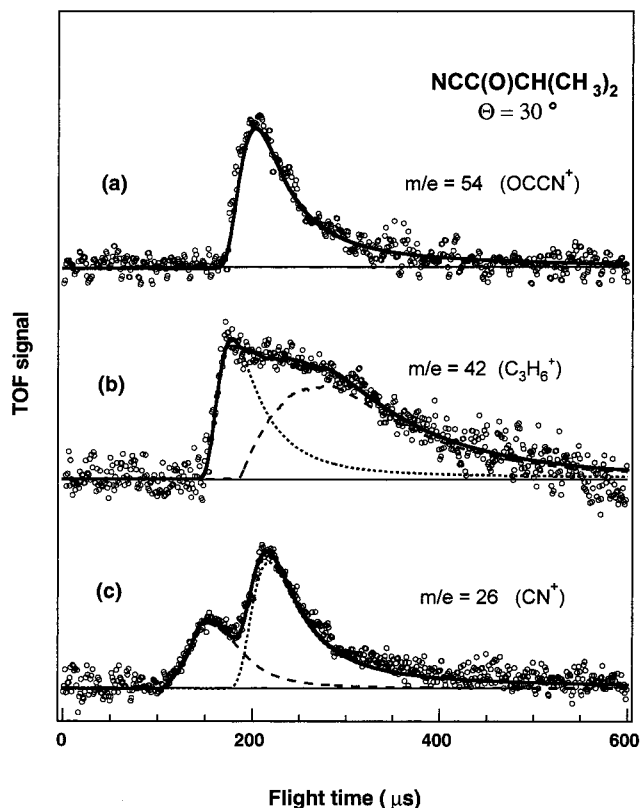 NCC(O)CH(CH₃)₂
Θ = 30°
(a)
m/e = 54 (OCCN⁺)
(b)
m/e = 42 (C₃H₆⁺)
TOF signal
(c)
m/e = 26 (CN⁺)
0 200 400 600
Flight time (μs)